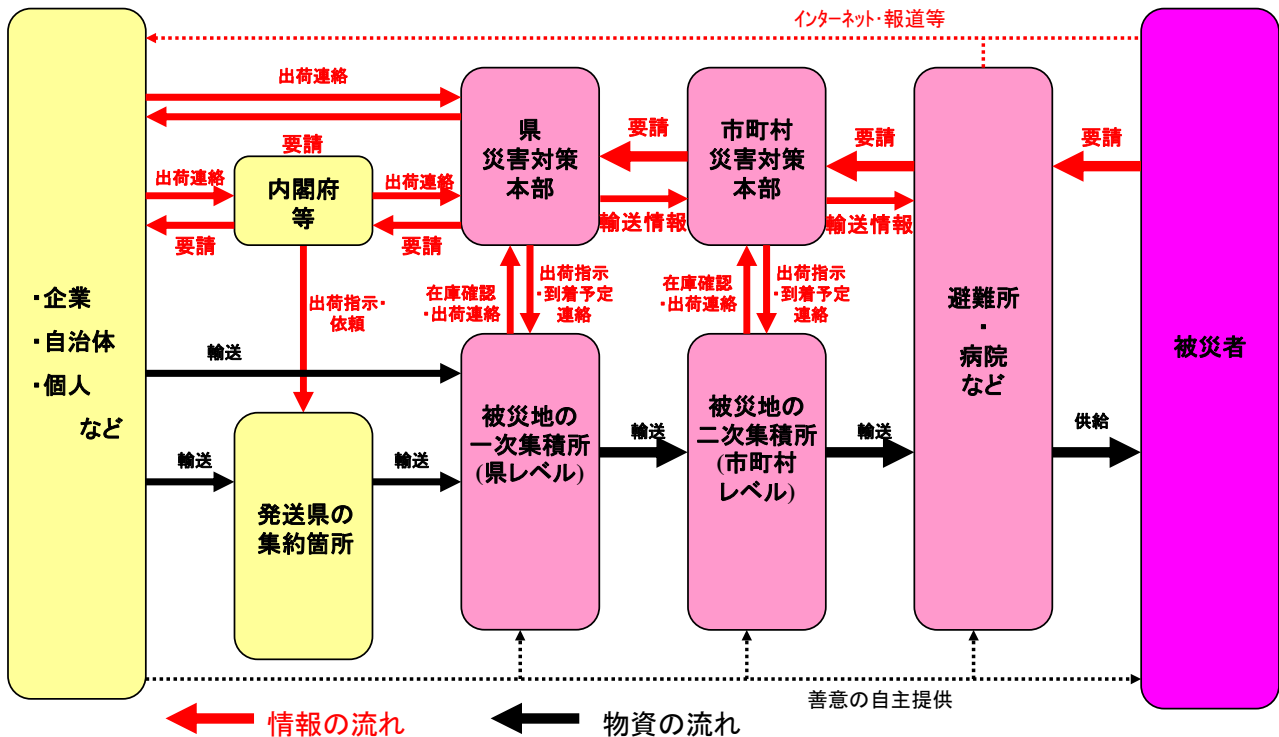 インターネット・報道等
出荷連絡
要請
出荷連絡
要請
内閣府
等
出荷連絡
要請
県
災害対策
本部
要請
輸送情報
市町村
災害対策
本部
要請
輸送情報
要請
・企業
・自治体
・個人
など
出荷指示・
依頼
在庫確認
・出荷連絡
出荷指示
・到着予定
連絡
在庫確認
・出荷連絡
出荷指示
・到着予定
連絡
避難所
・
病院
など
被災者
輸送
輸送
発送県の
集約箇所
輸送
被災地の
一次集積所
(県レベル)
輸送
被災地の
二次集積所
(市町村
レベル)
輸送
供給
善意の自主提供
情報の流れ
物資の流れ